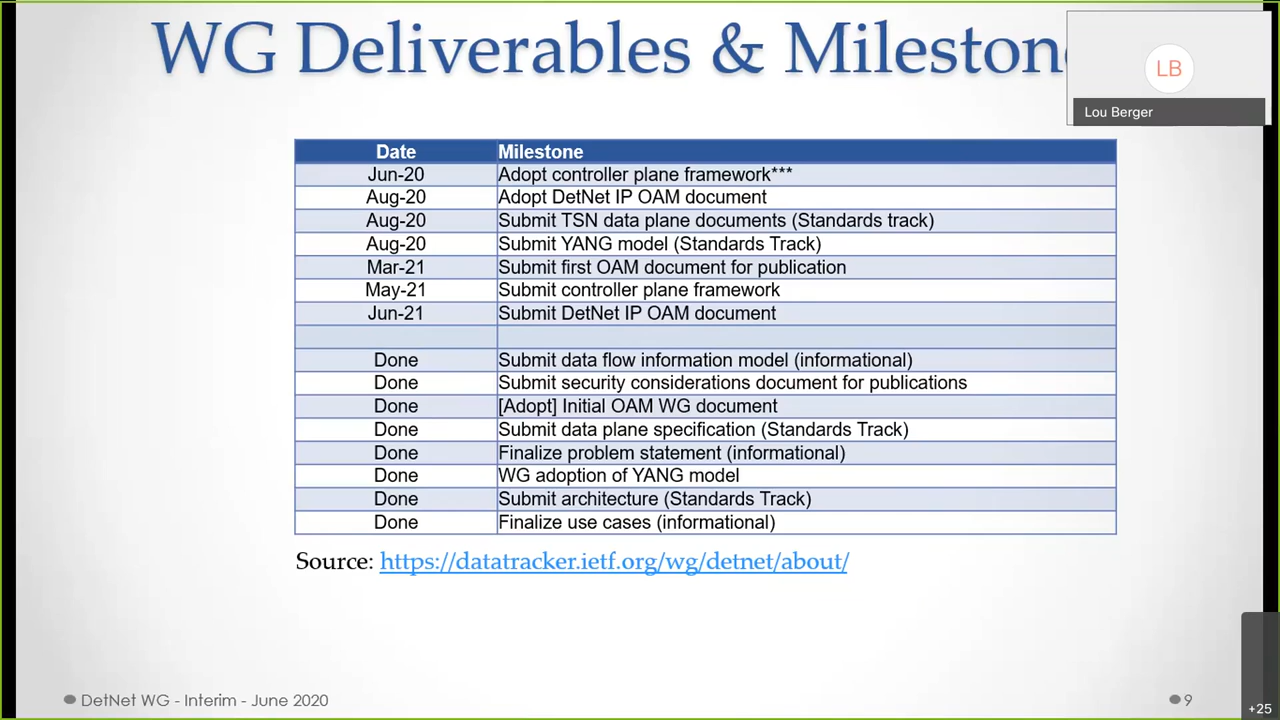 WG Deliverables & Mileston
LB
Lou Berger
Date Milestone
Jun-20 Adopt controller plane framework***
Aug-20 Adopt DetNet IP OAM document
Aug-20 Submit TSN data plane documents (Standards track)
Aug-20 Submit YANG model (Standards Track)
Mar-21 Submit first OAM document for publication
May-21 Submit controller plane framework
Jun-21 Submit DetNet IP OAM document
Done Submit data flow information model (informational)
Done Submit security considerations document for publications
Done [Adopt] Initial OAM WG document
Done Submit data plane specification (Standards Track)
Done Finalize problem statement (informational)
Done WG adoption of YANG model
Done Submit architecture (Standards Track)
Done Finalize use cases (informational)
Source: https://datatracker.ietf.org/wg/detnet/about/
DetNet WG - Interim - June 2020
9
+25